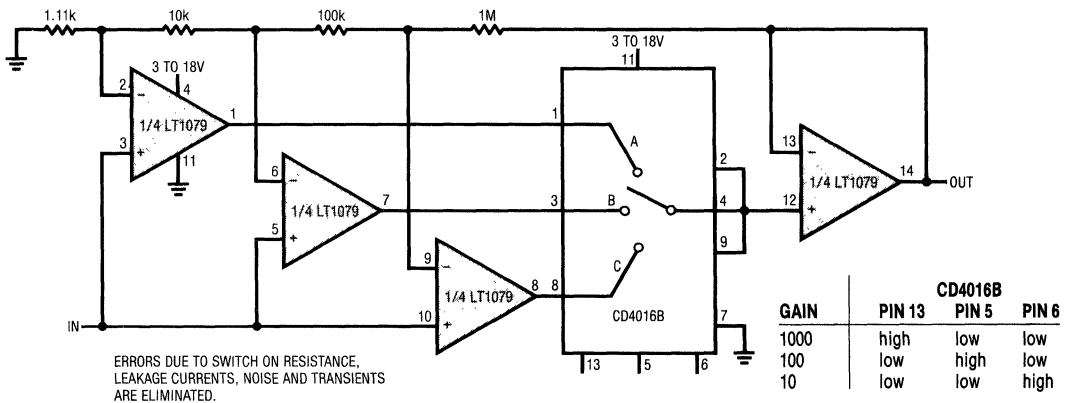 1.11k 10k 100k 1M
3 TO 18V
11
3 TO 18V
4
2
−
1/4 LT1079
3
+
11
1
1
A
6
−
1/4 LT1079
5
+
7
3
B
9
−
1/4 LT1079
10
+
8
8
C
CD4016B
2
4
9
7
13 5 6
13
−
1/4 LT1079
12
+
14
OUT
IN
ERRORS DUE TO SWITCH ON RESISTANCE,
LEAKAGE CURRENTS, NOISE AND TRANSIENTS
ARE ELIMINATED.
CD4016B
GAIN PIN 13 PIN 5 PIN 6
1000 high low low
100 low high low
10 low low high